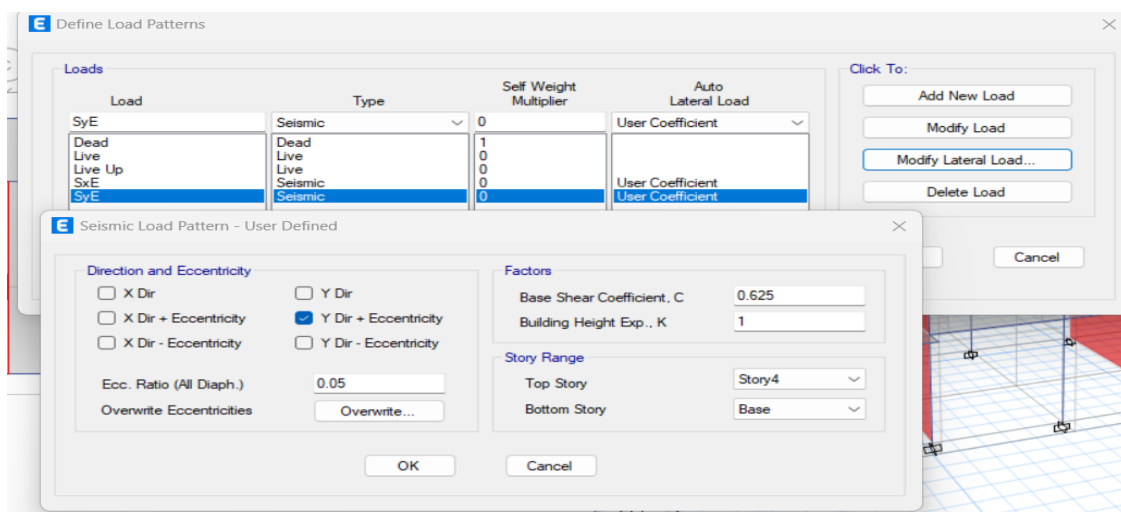 E Define Load Patterns
Loads
Click To:
Load Type Self Weight Multiplier Auto Lateral Load
SyE Seismic 0 User Coefficient
Dead Dead 1
Live Live 0
Live Up Live 0
SxE Seismic 0 User Coefficient
SyE Seismic 0 User Coefficient
Add New Load
Modify Load
Modify Lateral Load...
Delete Load
Cancel
E Seismic Load Pattern - User Defined
Direction and Eccentricity
X Dir Y Dir
X Dir + Eccentricity Y Dir + Eccentricity
X Dir - Eccentricity Y Dir - Eccentricity
Ecc. Ratio (All Diaph.) 0.05
Overwrite Eccentricities Overwrite...
Factors
Base Shear Coefficient, C 0.625
Building Height Exp., K 1
Story Range
Top Story Story4
Bottom Story Base
OK Cancel